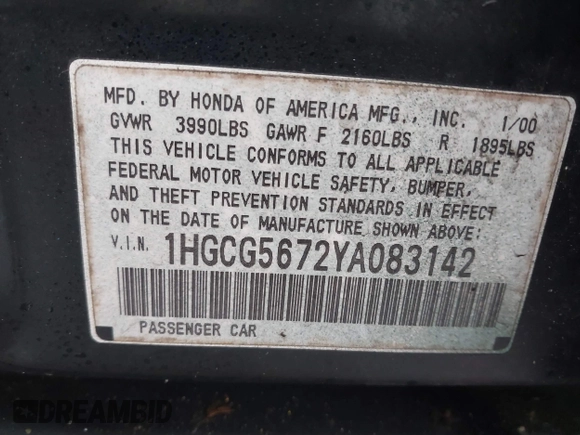 MFD. BY HONDA OF AMERICA MFG., INC. 1/00
GVWR 3990LBS GAWR F 2160LBS R 1895LBS
THIS VEHICLE CONFORMS TO ALL APPLICABLE
FEDERAL MOTOR VEHICLE SAFETY, BUMPER,
AND THEFT PREVENTION STANDARDS IN EFFECT
ON THE DATE OF MANUFACTURE SHOWN ABOVE:
V.I.N. 1HGCG5672YA083142
PASSENGER CAR
DREAMBID